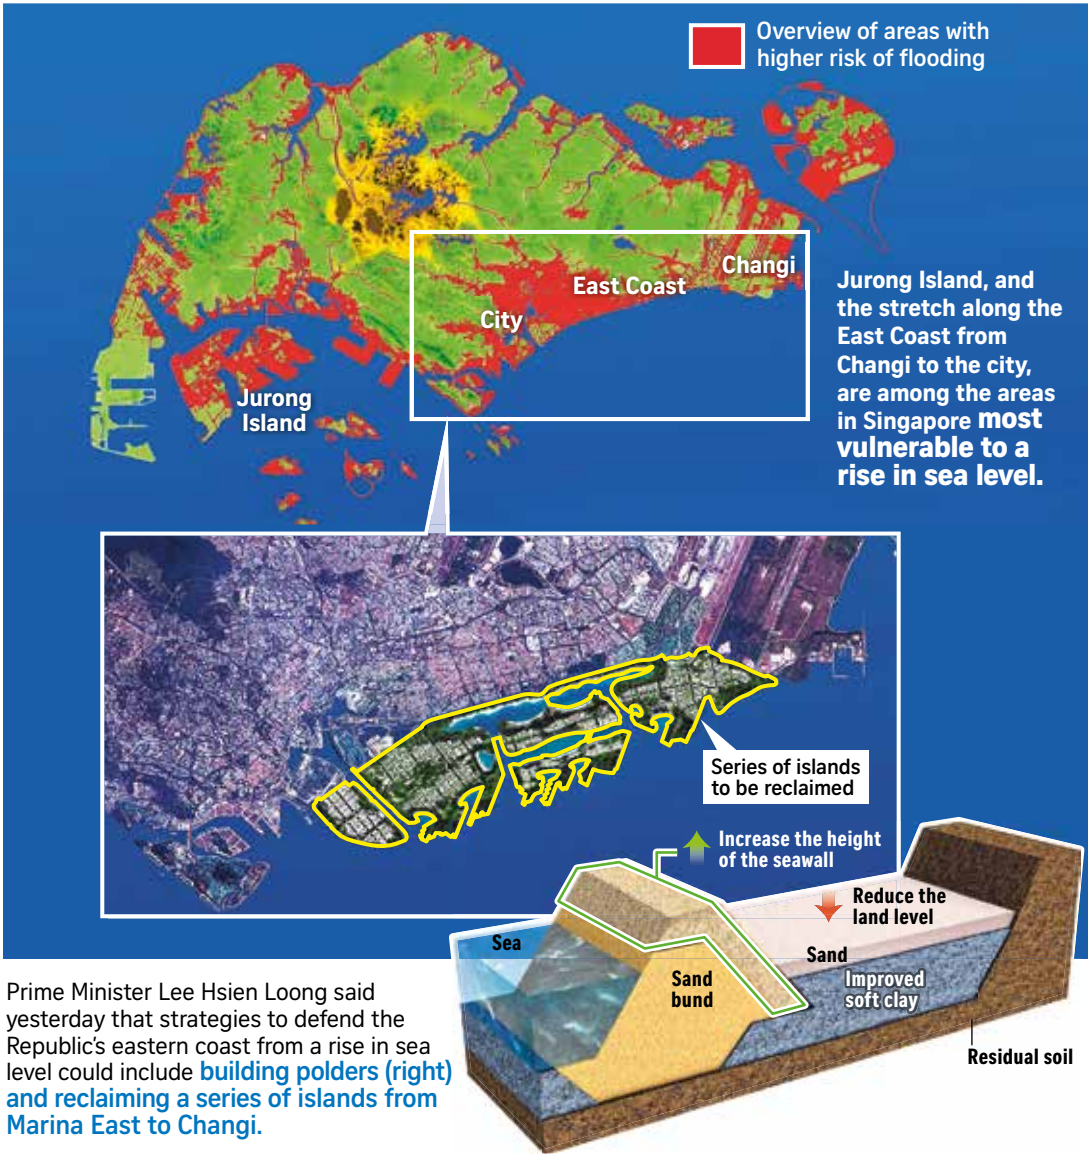 Overview of areas with
higher risk of flooding
Changi
East Coast
City
Jurong
Island
Jurong Island, and
the stretch along the
East Coast from
Changi to the city,
are among the areas
in Singapore most
vulnerable to a
rise in sea level.
Series of islands
to be reclaimed
Increase the height
of the seawall
Reduce the
land level
Sea
Sand
Sand
bund
Improved
soft clay
Residual soil
Prime Minister Lee Hsien Loong said
yesterday that strategies to defend the
Republic's eastern coast from a rise in sea
level could include building polders (right)
and reclaiming a series of islands from
Marina East to Changi.